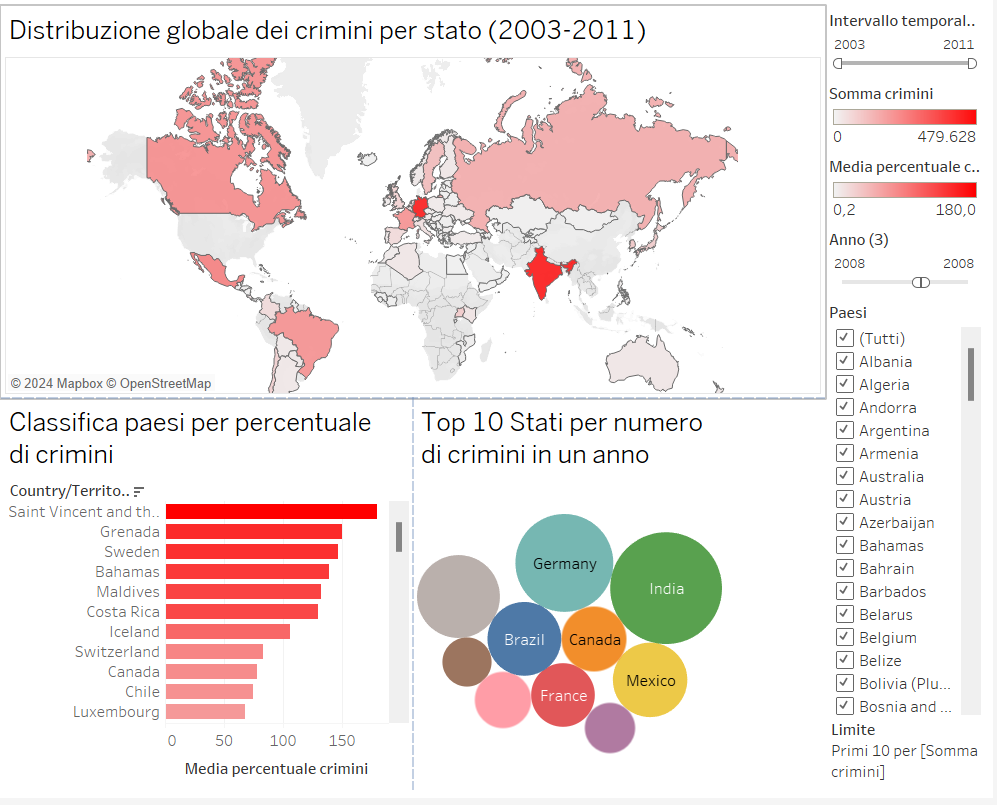 Distribuzione globale dei crimini per stato (2003-2011)
© 2024 Mapbox © OpenStreetMap
Intervallo temporal..
2003 2011
Somma crimini
0 479.628
Media percentuale c..
0,2 180,0
Anno (3)
2008 2008
Paesi
(Tutti)
Albania
Algeria
Andorra
Argentina
Armenia
Australia
Austria
Azerbaijan
Bahamas
Bahrain
Barbados
Belarus
Belgium
Belize
Bolivia (Plu...
Bosnia and ...
Limite
Primi 10 per [Somma
crimini]
Classifica paesi per percentuale
di crimini
Country/Territo..
Saint Vincent and th..
Grenada
Sweden
Bahamas
Maldives
Costa Rica
Iceland
Switzerland
Canada
Chile
Luxembourg
0 50 100 150
Media percentuale crimini
Top 10 Stati per numero
di crimini in un anno
Germany
India
Brazil
Canada
Mexico
France